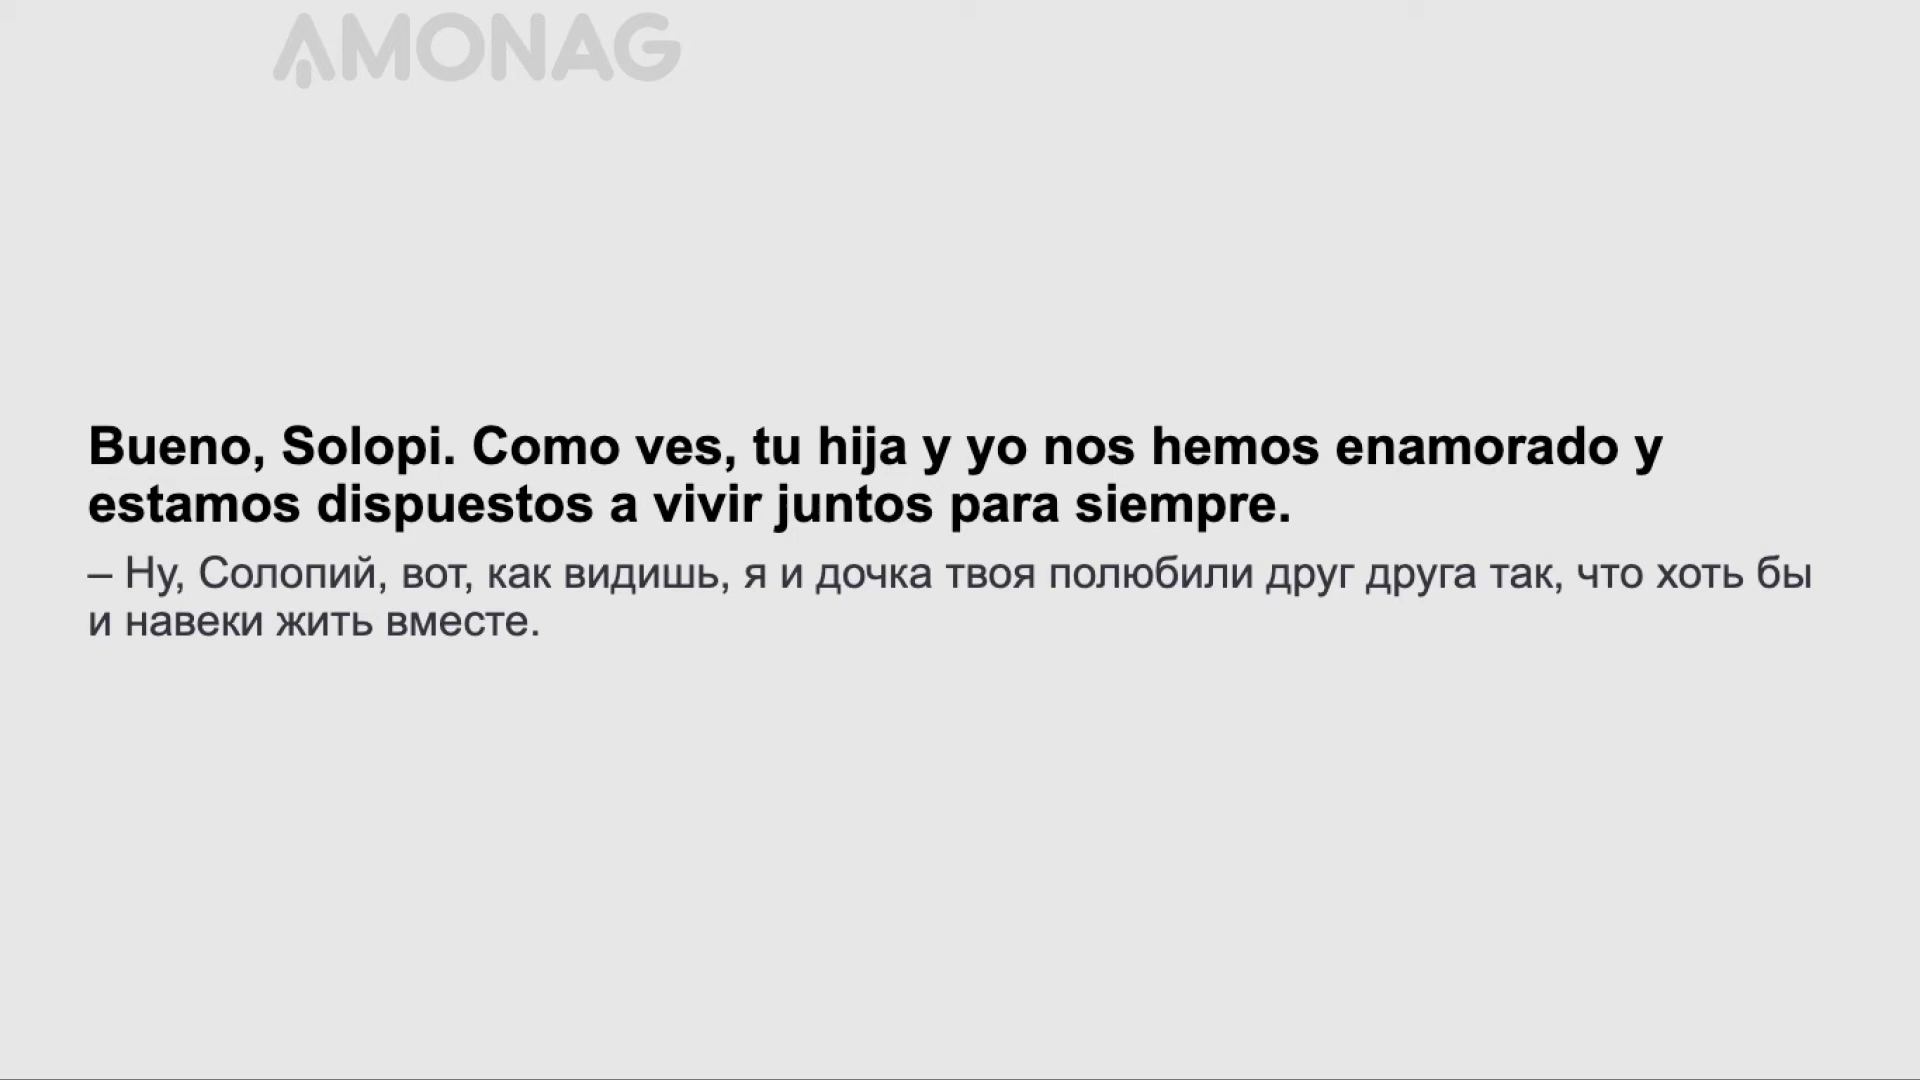 AMONAG
Bueno, Solopi. Como ves, tu hija y yo nos hemos enamorado y
estamos dispuestos a vivir juntos para siempre.
– Ну, Солопий, вот, как видишь, я и дочка твоя полюбили друг друга так, что хоть бы
и навеки жить вместе.